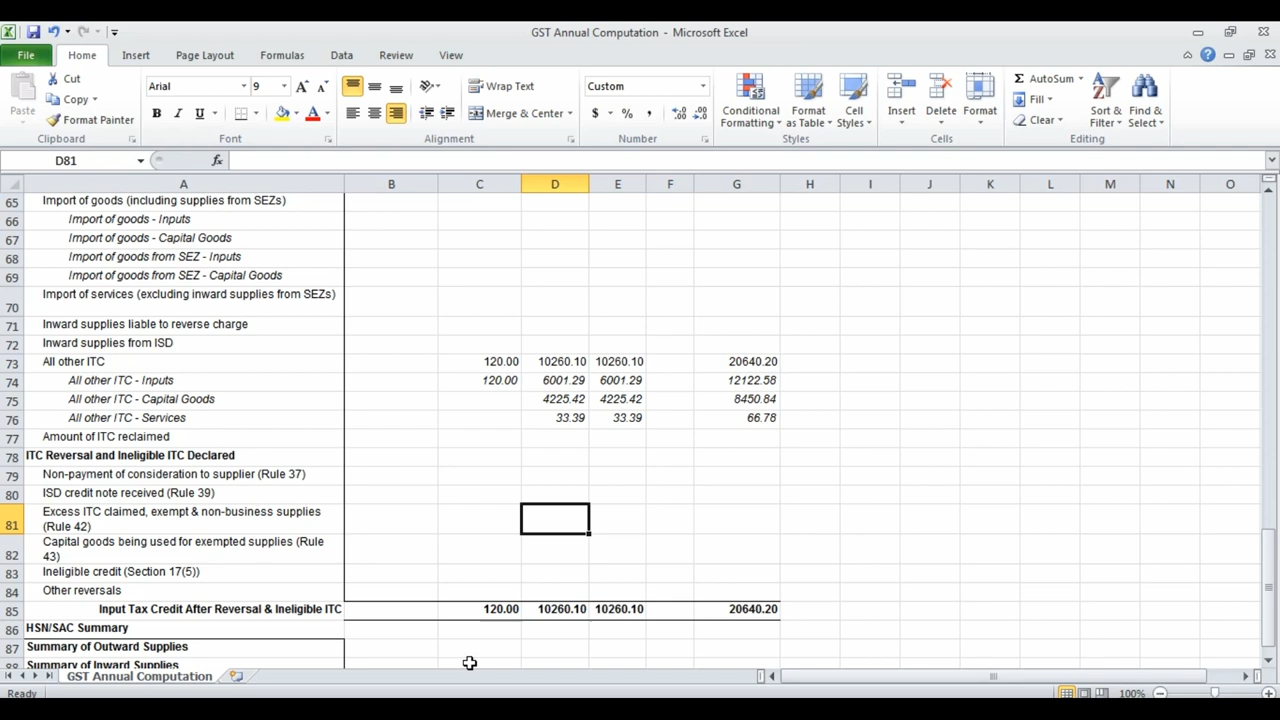 GST Annual Computation - Microsoft Excel
File Home Insert Page Layout Formulas Data Review View
Paste
Cut
Copy
Format Painter
Clipboard
Arial 9
B I U
Font
Wrap Text
Merge & Center
Alignment
Custom
$ % ,
Number
Conditional Formatting
Format as Table
Cell Styles
Styles
Insert
Delete
Format
Cells
AutoSum
Fill
Clear
Sort & Filter
Find & Select
Editing
D81 fx
A B C D E F G H I J K L M N O
65 Import of goods (including supplies from SEZs)
66 Import of goods - Inputs
67 Import of goods - Capital Goods
68 Import of goods from SEZ - Inputs
69 Import of goods from SEZ - Capital Goods
70 Import of services (excluding inward supplies from SEZs)
71 Inward supplies liable to reverse charge
72 Inward supplies from ISD
73 All other ITC 120.00 10260.10 10260.10 20640.20
74 All other ITC - Inputs 120.00 6001.29 6001.29 12122.58
75 All other ITC - Capital Goods 4225.42 4225.42 8450.84
76 All other ITC - Services 33.39 33.39 66.78
77 Amount of ITC reclaimed
78 ITC Reversal and Ineligible ITC Declared
79 Non-payment of consideration to supplier (Rule 37)
80 ISD credit note received (Rule 39)
81 Excess ITC claimed, exempt & non-business supplies
(Rule 42)
82 Capital goods being used for exempted supplies (Rule
43)
83 Ineligible credit (Section 17(5))
84 Other reversals
85 Input Tax Credit After Reversal & Ineligible ITC 120.00 10260.10 10260.10 20640.20
86 HSN/SAC Summary
87 Summary of Outward Supplies
88 Summary of Inward Supplies
GST Annual Computation
Ready 100%